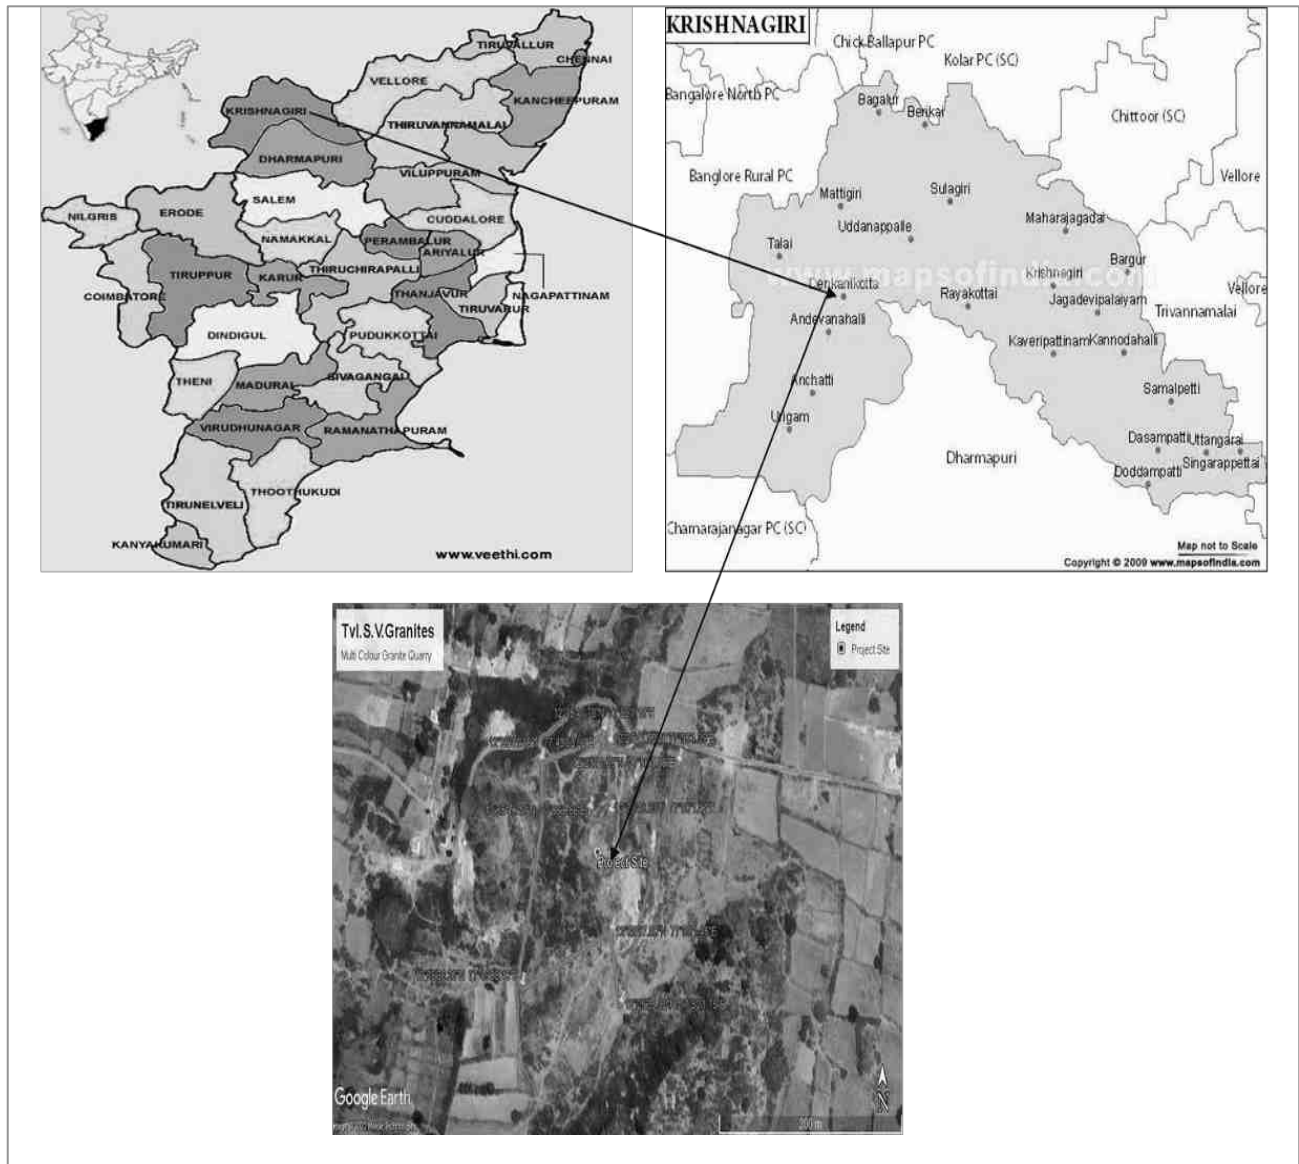 TIRUVALLUR
CHENNAI
VELLORE
KANCHEEPURAM
KRISHNAGIRI
THIRUVANNAMALAI
DHARMAPURI
VILUPPURAM
SALEM
NILGRIS
ERODE
CUDDALORE
NAMAKKAL
PERAMBALUR
ARIYALUR
TIRUPPUR
KARUR
THIRUCHIRAPALLI
COIMBATORE
THANJAVUR
NAGAPATTINAM
TIRUVARUR
DINDIGUL
PUDUKKOTTAI
THENI
MADURAI
SIVAGANGAI
VIRUDHUNAGAR
RAMANATHAPURAM
THOOTHUKUDI
TIRUNELVELI
KANYAKUMARI
www.veethi.com
KRISHNAGIRI
Chick Ballapur PC
Kolar PC (SC)
Bangalore North PC
Bagalur
Berikar
Chittoor (SC)
Banglore Rural PC
Vellore
Mattigiri
Sulagiri
Maharajagadai
Uddanappalle
Talai
Bargur
www.mapsofindia.com
Krishnagiri
Denkanikotta
Vellore
Rayakottai
Jagadevipalaiyam
Trivannamalai
Andevanahalli
Kaveripattinam
Kannodahalli
Anchatti
Samalpetti
Urigam
Dasampatti
Uttangarai
Dharmapuri
Singarappettai
Doddampatti
Chamarajanagar PC (SC)
Map not to Scale
Copyright © 2009 www.mapsofindia.com
Tvl.S.V.Granites
Multi Colour Granite Quarry
Legend
Project Site
Project Site
Google Earth
N
200 m